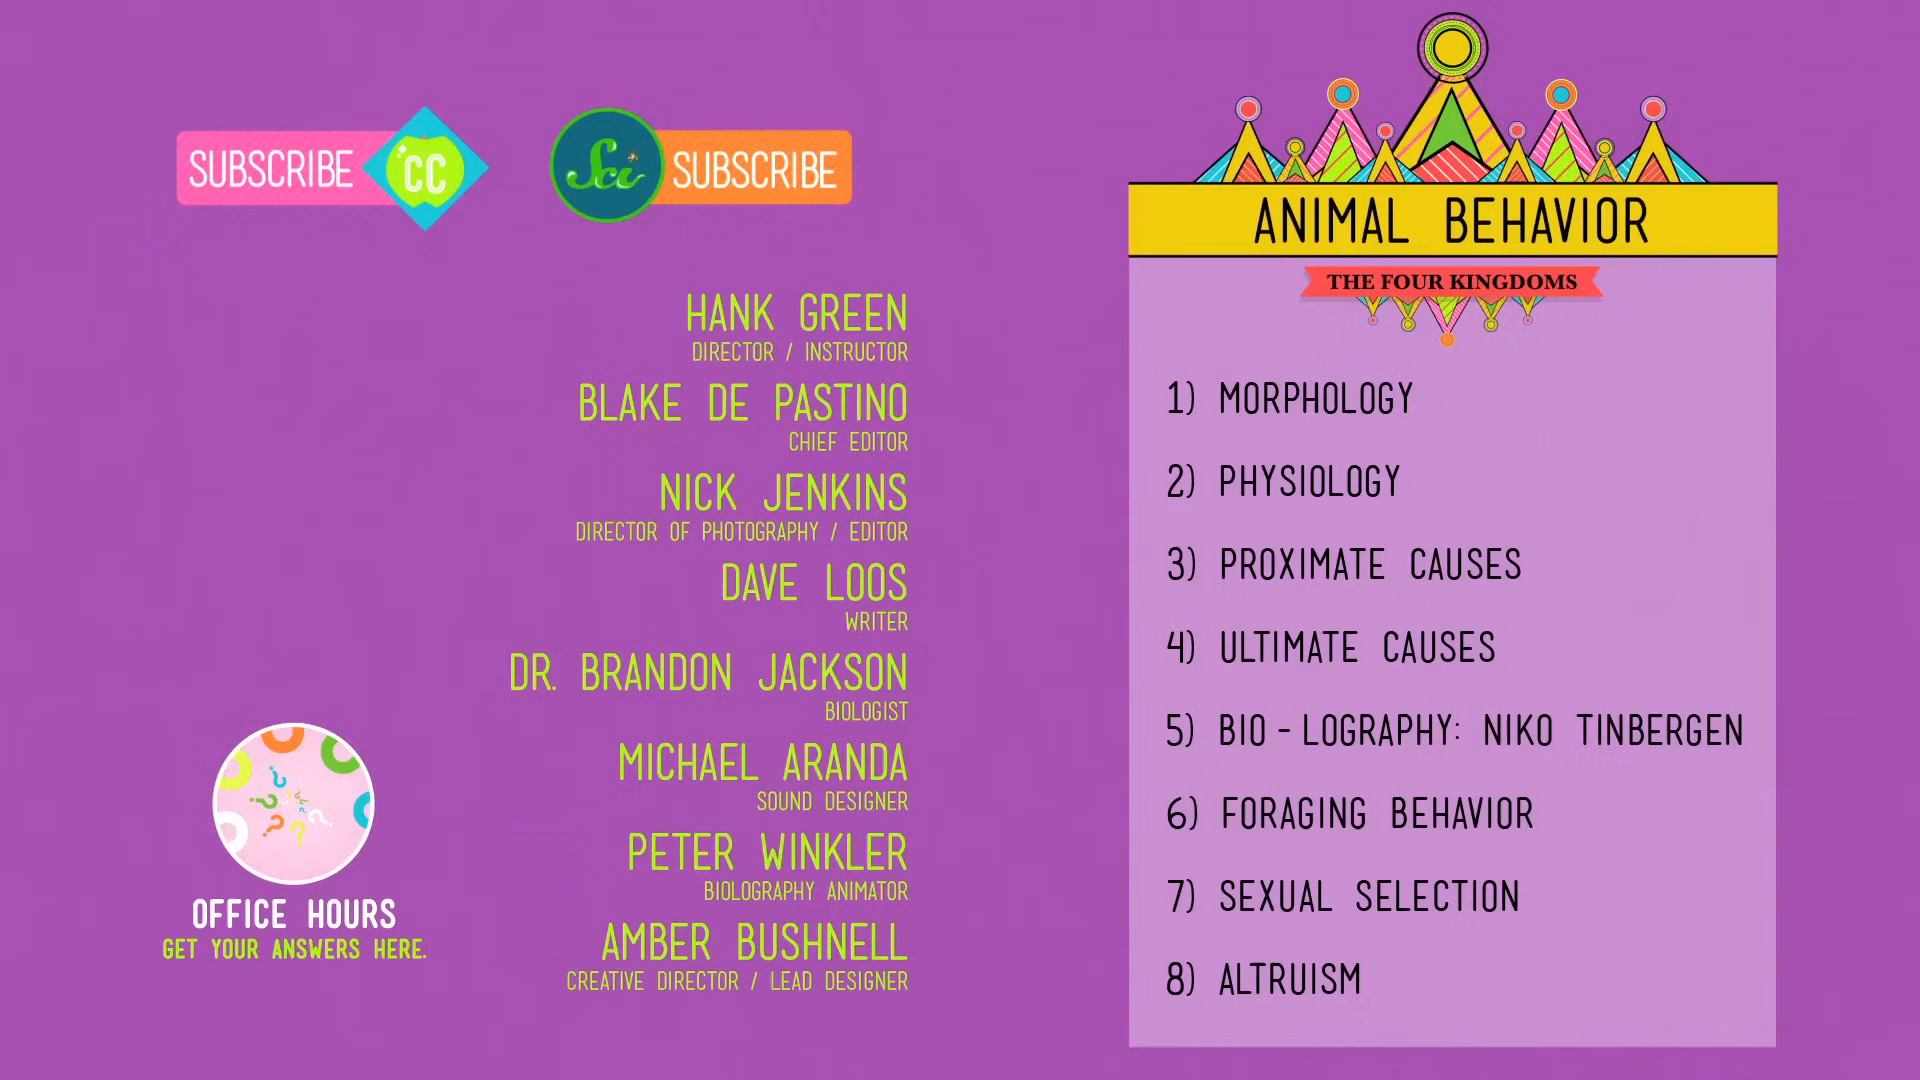 SUBSCRIBE CC
Sci SUBSCRIBE
HANK GREEN
DIRECTOR / INSTRUCTOR
BLAKE DE PASTINO
CHIEF EDITOR
NICK JENKINS
DIRECTOR OF PHOTOGRAPHY / EDITOR
DAVE LOOS
WRITER
DR. BRANDON JACKSON
BIOLOGIST
MICHAEL ARANDA
SOUND DESIGNER
PETER WINKLER
BIOLOGRAPHY ANIMATOR
AMBER BUSHNELL
CREATIVE DIRECTOR / LEAD DESIGNER
? ? ? ? ? ?
OFFICE HOURS
GET YOUR ANSWERS HERE.
ANIMAL BEHAVIOR
THE FOUR KINGDOMS
1) MORPHOLOGY
2) PHYSIOLOGY
3) PROXIMATE CAUSES
4) ULTIMATE CAUSES
5) BIO - LOGRAPHY: NIKO TINBERGEN
6) FORAGING BEHAVIOR
7) SEXUAL SELECTION
8) ALTRUISM